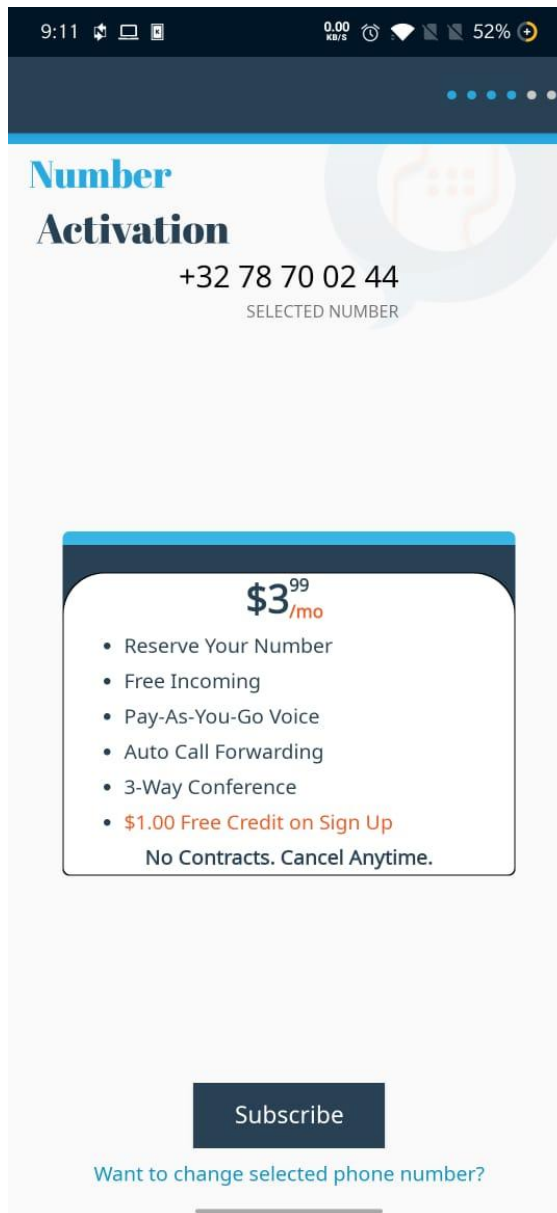 9:11 0.00 KB/S 52%
Number
Activation
+32 78 70 02 44
SELECTED NUMBER
$3 99 /mo
• Reserve Your Number
• Free Incoming
• Pay-As-You-Go Voice
• Auto Call Forwarding
• 3-Way Conference
• $1.00 Free Credit on Sign Up
No Contracts. Cancel Anytime.
Subscribe
Want to change selected phone number?